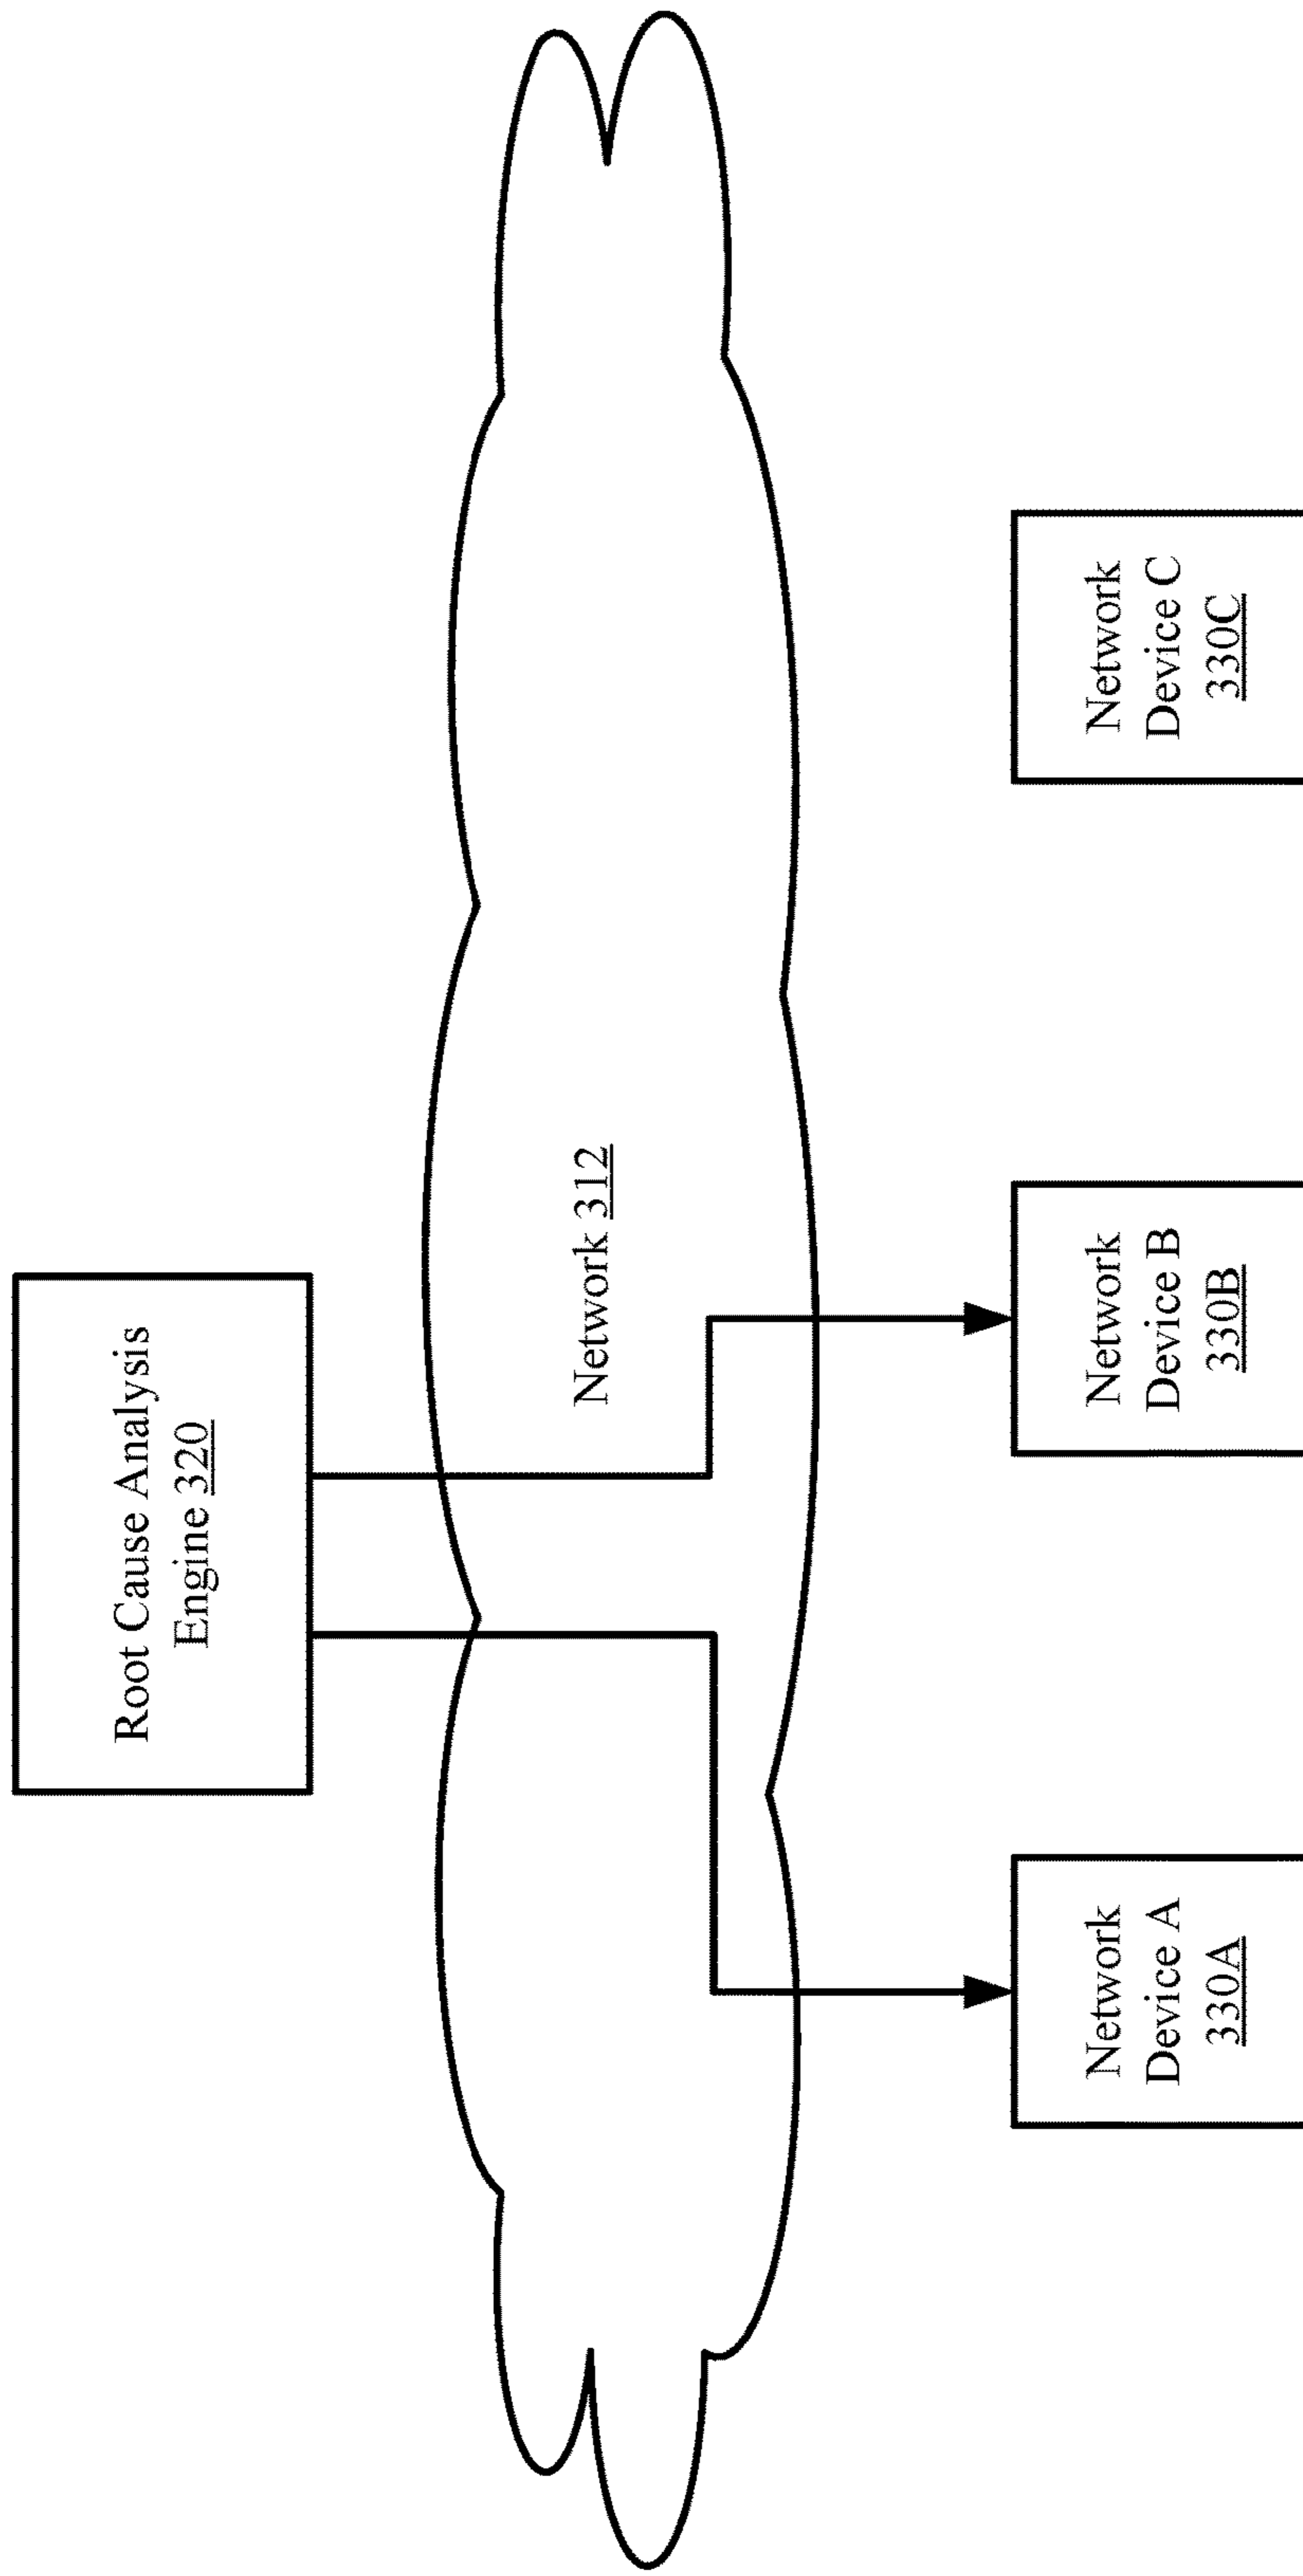 Root Cause Analysis
Engine 320
Network 312
Network
Device A
330A
Network
Device B
330B
Network
Device C
330C